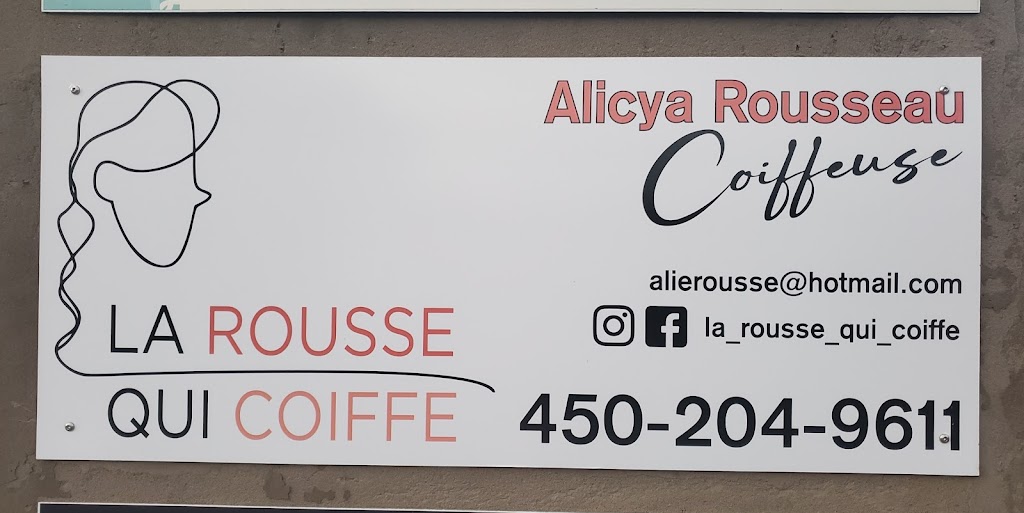 LA ROUSSE
QUI COIFFE
Alicya Rousseau
Coiffeuse
alierousse@hotmail.com
la_rousse_qui_coiffe
450-204-9611